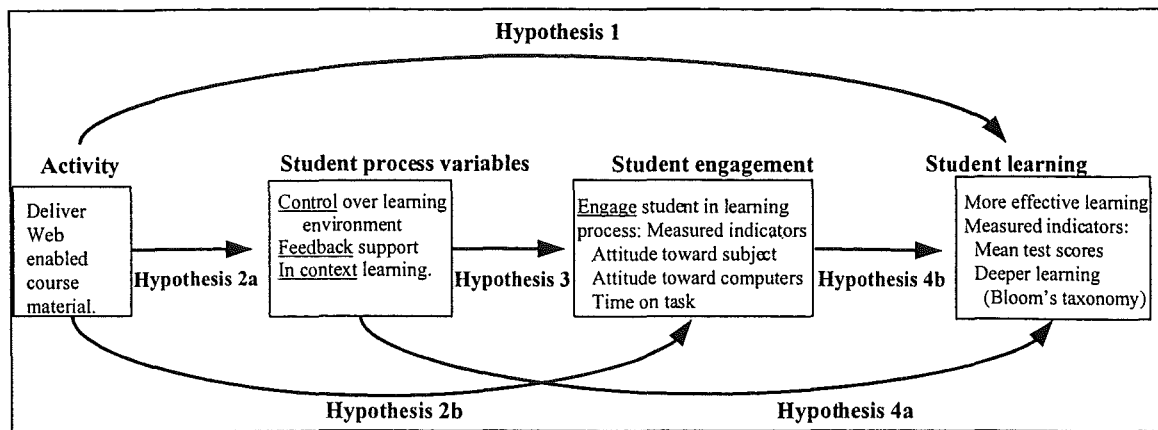 Hypothesis 1
Activity
Student process variables
Student engagement
Student learning
Deliver
Web
enabled
course
material.
Hypothesis 2a
Control over learning
environment
Feedback support
In context learning.
Hypothesis 3
Engage student in learning
process: Measured indicators
Attitude toward subject
Attitude toward computers
Time on task
Hypothesis 4b
More effective learning
Measured indicators:
Mean test scores
Deeper learning
(Bloom's taxonomy)
Hypothesis 2b
Hypothesis 4a